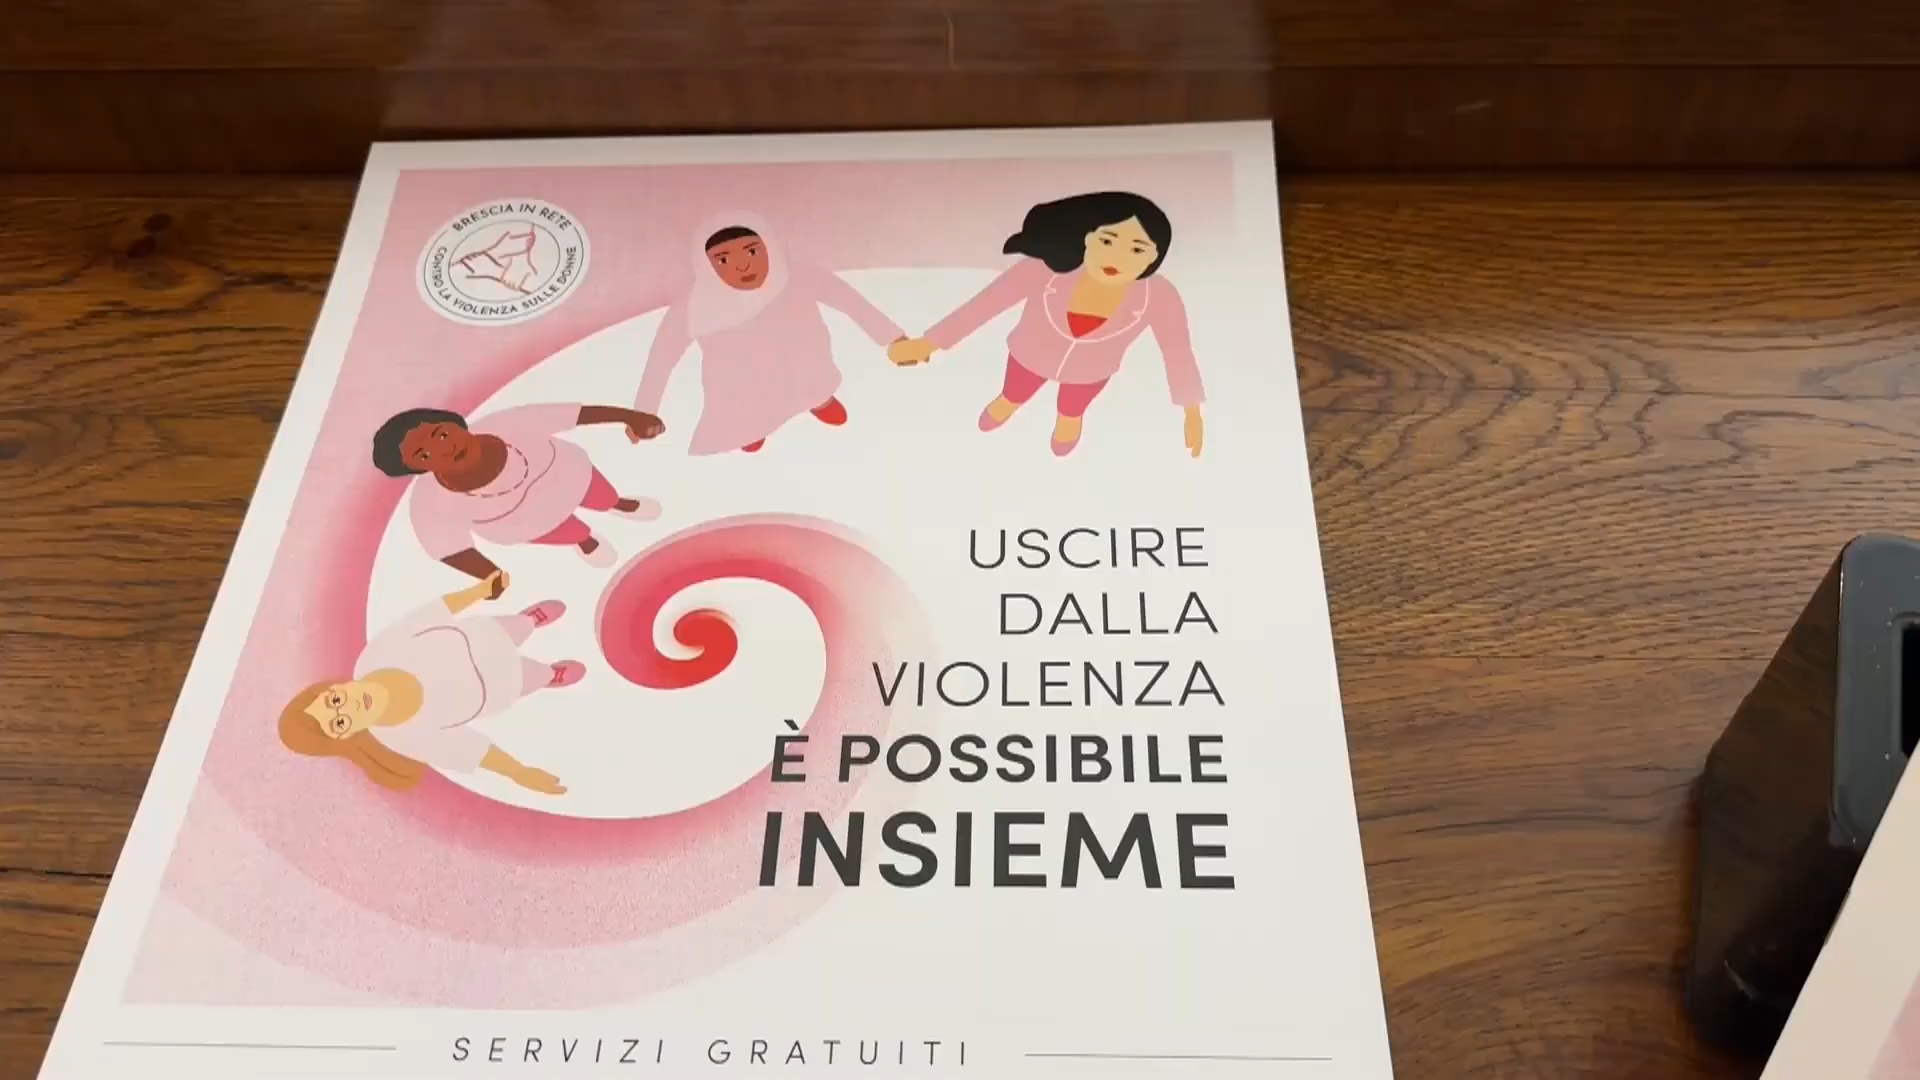 BRESCIA IN RETE
CONTRO LA VIOLENZA SULLE DONNE
USCIRE
DALLA
VIOLENZA
È POSSIBILE
INSIEME
SERVIZI GRATUITI